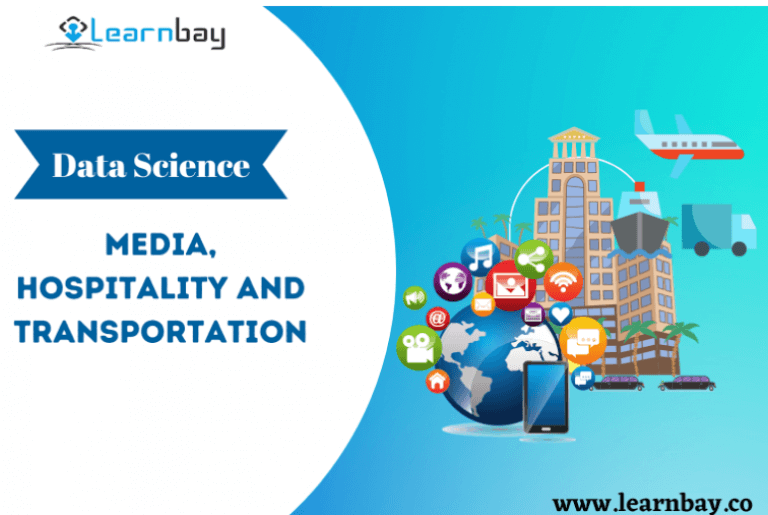 Learnbay
Data Science
MEDIA,
HOSPITALITY AND
TRANSPORTATION
@
www.learnbay.co